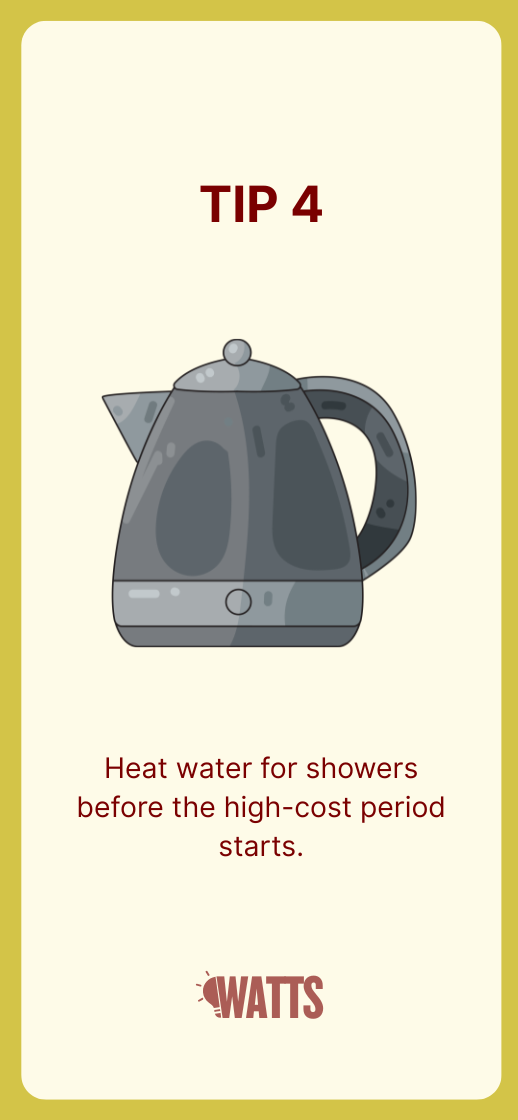 TIP 4
Heat water for showers
before the high-cost period
starts.
WATTS